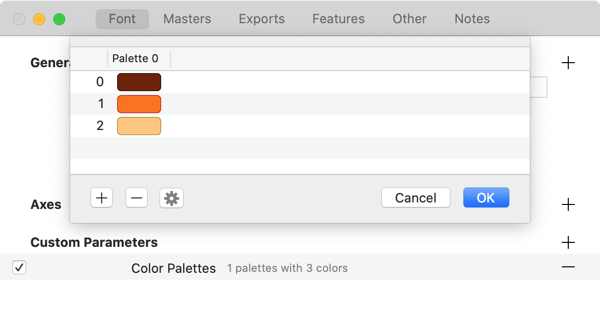 Font Masters Exports Features Other Notes
Palette 0
0
1
2
Cancel OK
Axes
Custom Parameters
Color Palettes 1 palettes with 3 colors